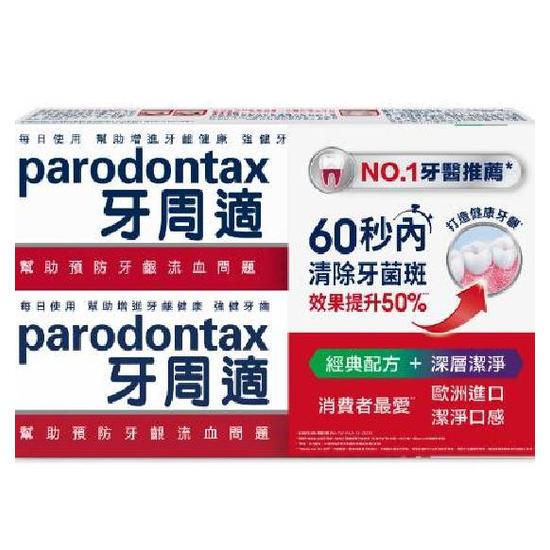 每日使用 幫助增進牙齦健康 強健牙
parodontax
牙周適
幫助預防牙齦流血問題
每日使用 幫助增進牙齦健康 強健牙齒
parodontax
牙周適
幫助預防牙齦流血問題
NO.1牙醫推薦*
60秒內
清除牙菌斑
效果提升50%
打造健康牙齦
經典配方 + 深層潔淨
消費者最愛
歐洲進口
潔淨口感